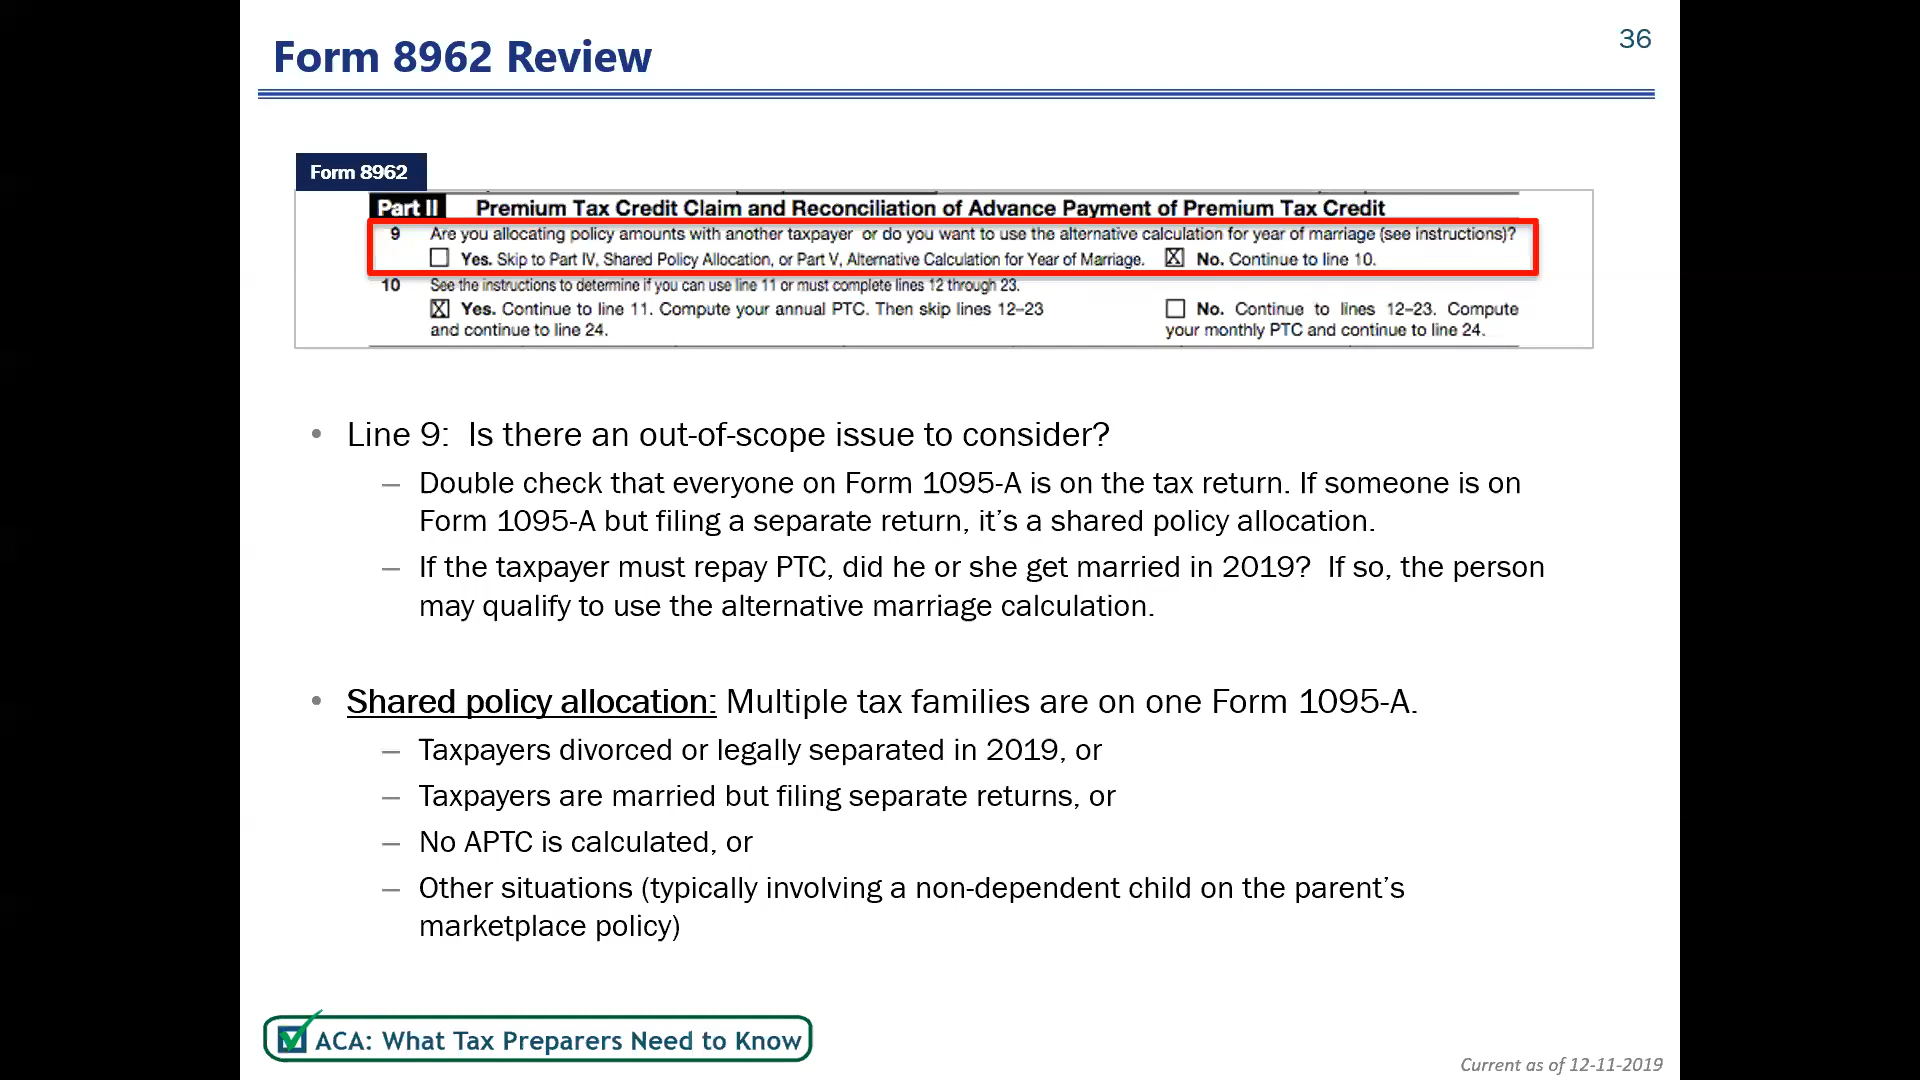 Form 8962 Review
36
Form 8962
Part II Premium Tax Credit Claim and Reconciliation of Advance Payment of Premium Tax Credit
9 Are you allocating policy amounts with another taxpayer or do you want to use the alternative calculation for year of marriage (see instructions)?
Yes. Skip to Part IV, Shared Policy Allocation, or Part V, Alternative Calculation for Year of Marriage. No. Continue to line 10.
10 See the instructions to determine if you can use line 11 or must complete lines 12 through 23.
Yes. Continue to line 11. Compute your annual PTC. Then skip lines 12–23
and continue to line 24.
No. Continue to lines 12–23. Compute
your monthly PTC and continue to line 24.
• Line 9: Is there an out-of-scope issue to consider?
– Double check that everyone on Form 1095-A is on the tax return. If someone is on
Form 1095-A but filing a separate return, it’s a shared policy allocation.
– If the taxpayer must repay PTC, did he or she get married in 2019? If so, the person
may qualify to use the alternative marriage calculation.
• Shared policy allocation: Multiple tax families are on one Form 1095-A.
– Taxpayers divorced or legally separated in 2019, or
– Taxpayers are married but filing separate returns, or
– No APTC is calculated, or
– Other situations (typically involving a non-dependent child on the parent’s
marketplace policy)
ACA: What Tax Preparers Need to Know
Current as of 12-11-2019